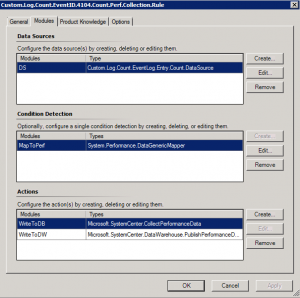 Custom.Log.Count.EventID.4104.Count.Perf.Collection.Rule
General Modules Product Knowledge Options
Data Sources
Configure the data source(s) by creating, deleting or editing them.
Modules Types Create...
DS Custom.Log.Count.EventLog.Entry.Count.DataSource
Edit...
Remove
Condition Detection
Optionally, configure a single condition detection by creating, deleting or editing them.
Modules Types Create...
MapToPerf System.Performance.DataGenericMapper
Edit...
Remove
Actions
Configure the action(s) by creating, deleting or editing them.
Modules Types Create...
WriteToDB Microsoft.SystemCenter.CollectPerformanceData
WriteToDW Microsoft.SystemCenter.DataWarehouse.PublishPerformanceD...
Edit...
Remove
OK Cancel Apply